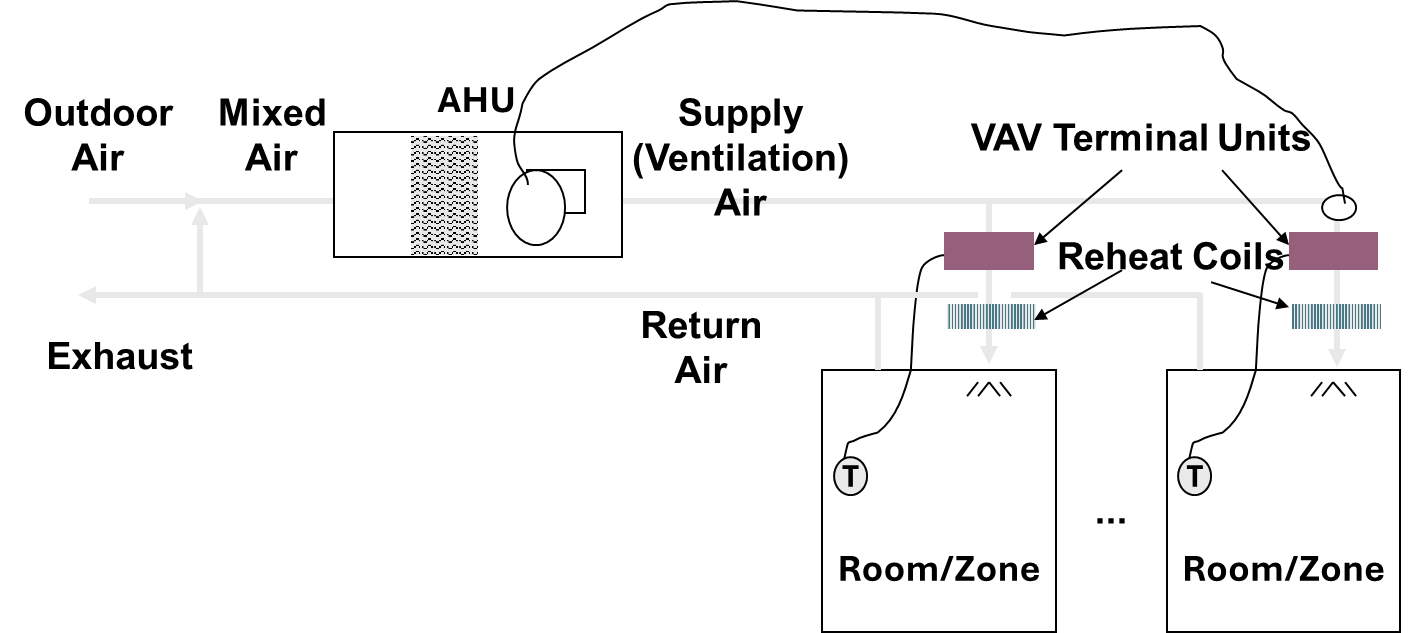 Outdoor
Air
Mixed
Air
AHU
Supply
(Ventilation)
Air
VAV Terminal Units
Reheat Coils
Return
Air
Exhaust
T
T
...
Room/Zone
Room/Zone